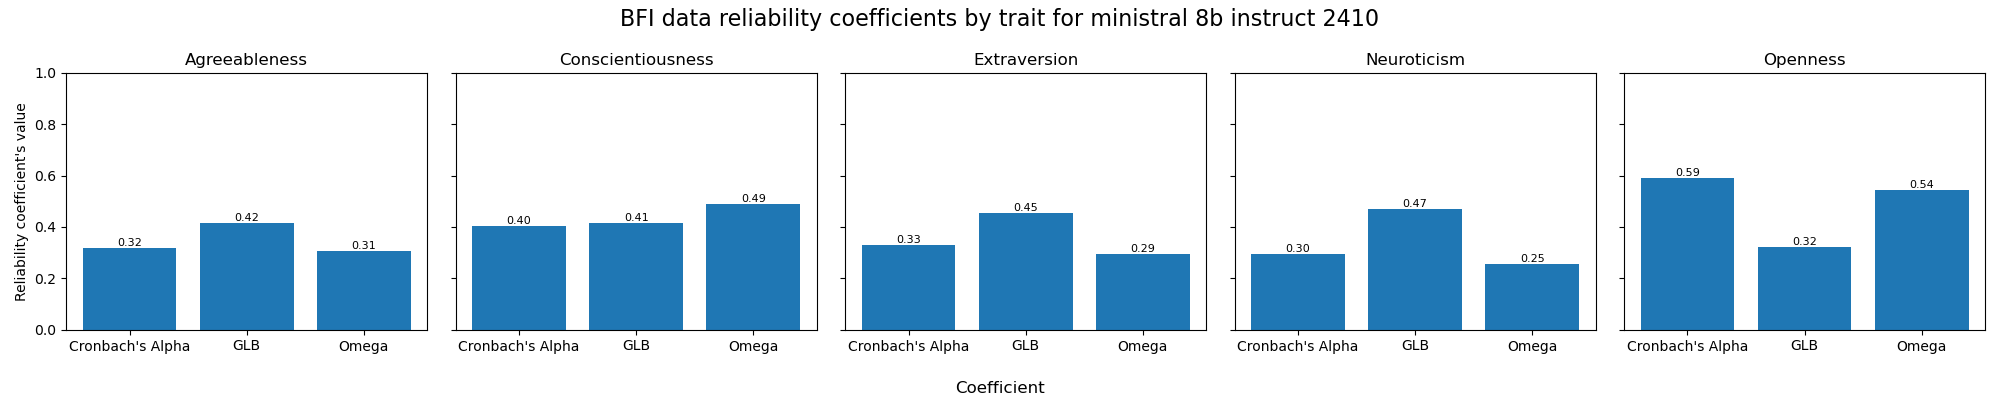 BFI data reliability coefficients by trait for ministral 8b instruct 2410
Agreeableness
Reliability coefficient's value
1.0
0.8
0.6
0.4
0.2
0.0
0.32
0.42
0.31
Cronbach's Alpha GLB Omega
Conscientiousness
0.40
0.41
0.49
Cronbach's Alpha GLB Omega
Extraversion
0.33
0.45
0.29
Cronbach's Alpha GLB Omega
Neuroticism
0.30
0.47
0.25
Cronbach's Alpha GLB Omega
Openness
0.59
0.32
0.54
Cronbach's Alpha GLB Omega
Coefficient